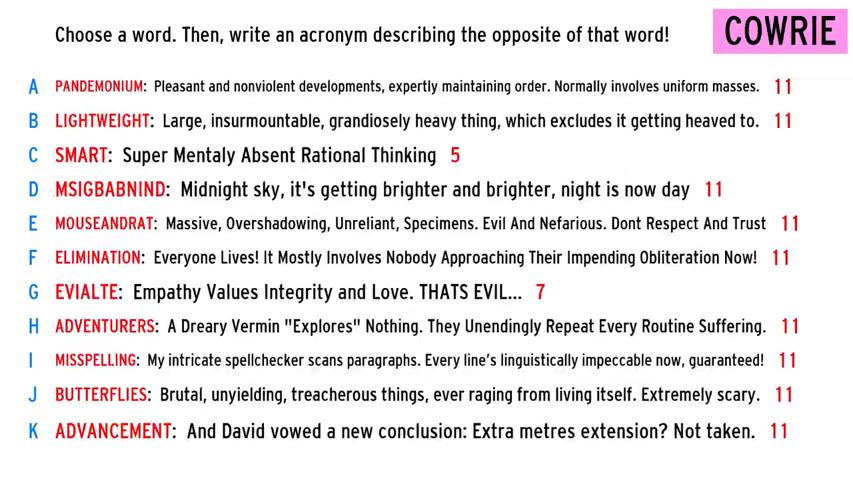 Choose a word. Then, write an acronym describing the opposite of that word!
COWRIE
A PANDEMONIUM: Pleasant and nonviolent developments, expertly maintaining order. Normally involves uniform masses. 11
B LIGHTWEIGHT: Large, insurmountable, grandiosely heavy thing, which excludes it getting heaved to. 11
C SMART: Super Mentaly Absent Rational Thinking 5
D MSIGBABNIND: Midnight sky, it's getting brighter and brighter, night is now day 11
E MOUSEANDRAT: Massive, Overshadowing, Unreliant, Specimens. Evil And Nefarious. Dont Respect And Trust 11
F ELIMINATION: Everyone Lives! It Mostly Involves Nobody Approaching Their Impending Obliteration Now! 11
G EVIALTE: Empathy Values Integrity and Love. THATS EVIL... 7
H ADVENTURERS: A Dreary Vermin "Explores" Nothing. They Unendingly Repeat Every Routine Suffering. 11
I MISSPELLING: My intricate spellchecker scans paragraphs. Every line's linguistically impeccable now, guaranteed! 11
J BUTTERFLIES: Brutal, unyielding, treacherous things, ever raging from living itself. Extremely scary. 11
K ADVANCEMENT: And David vowed a new conclusion: Extra metres extension? Not taken. 11